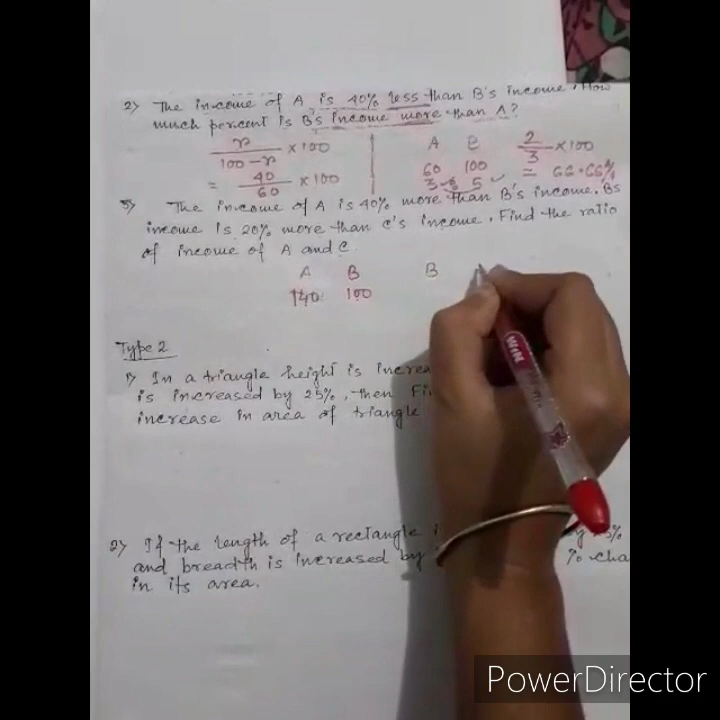 2) The income of A is 40% less than B's income. How
much percent is B's income more than A?
r / 100 - r × 100
= 40 / 60 × 100
A B
60 100
3 5
2 / 3 × 100
= 66.66%
3) The income of A is 40% more than B's income. Bs
income is 20% more than c's income. Find the ratio
of income of A and C.
A B B
140 100
Type 2
1) In a triangle height is
is increased by 25%, then
increase in area of triangle
2) If the length of a rectangle
and breadth is increased by %
in its area.
WIN
PowerDirector